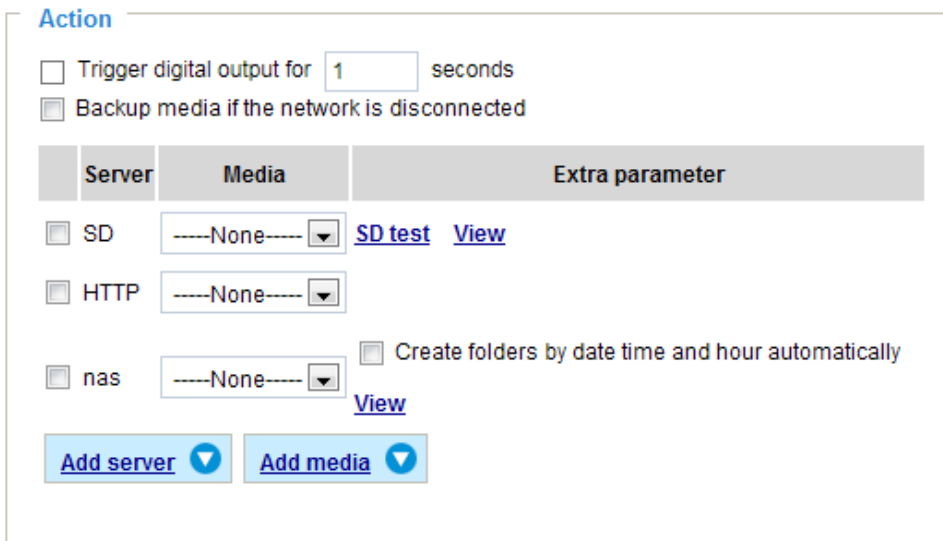 Action
Trigger digital output for 1 seconds
Backup media if the network is disconnected
Server Media Extra parameter
SD -----None----- SD test View
HTTP -----None-----
Create folders by date time and hour automatically
nas -----None-----
View
Add server Add media